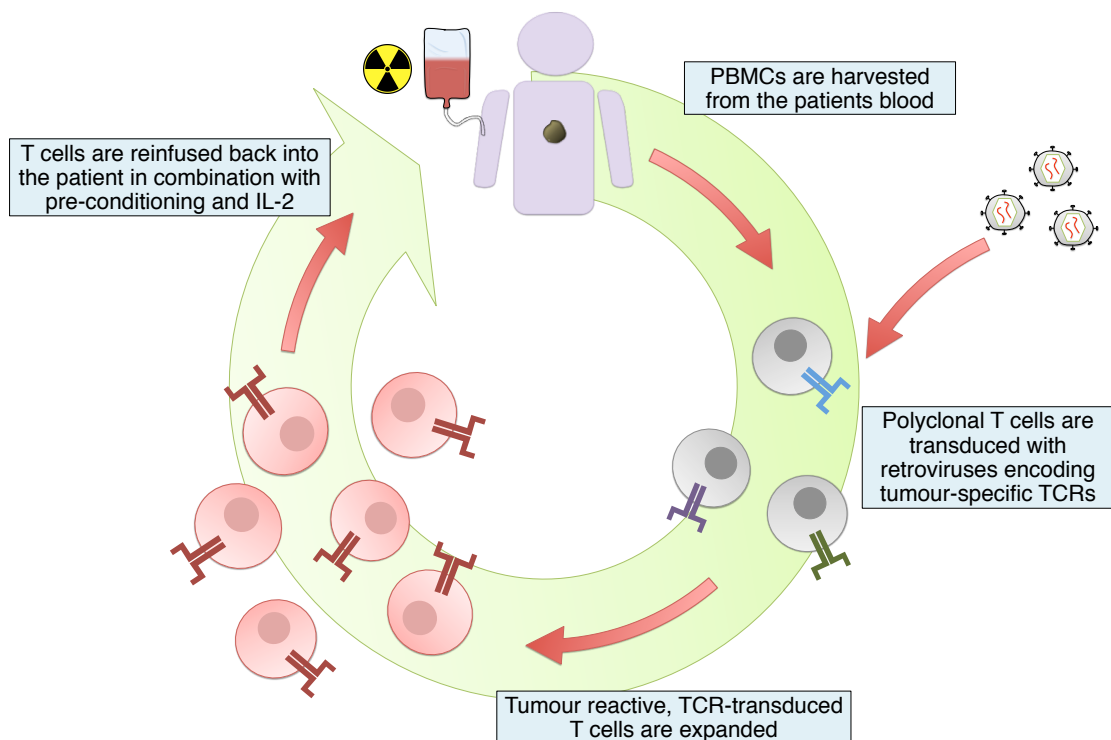 PBMCs are harvested
from the patients blood
T cells are reinfused back into
the patient in combination with
pre-conditioning and IL-2
Polyclonal T cells are
transduced with
retroviruses encoding
tumour-specific TCRs
Tumour reactive, TCR-transduced
T cells are expanded